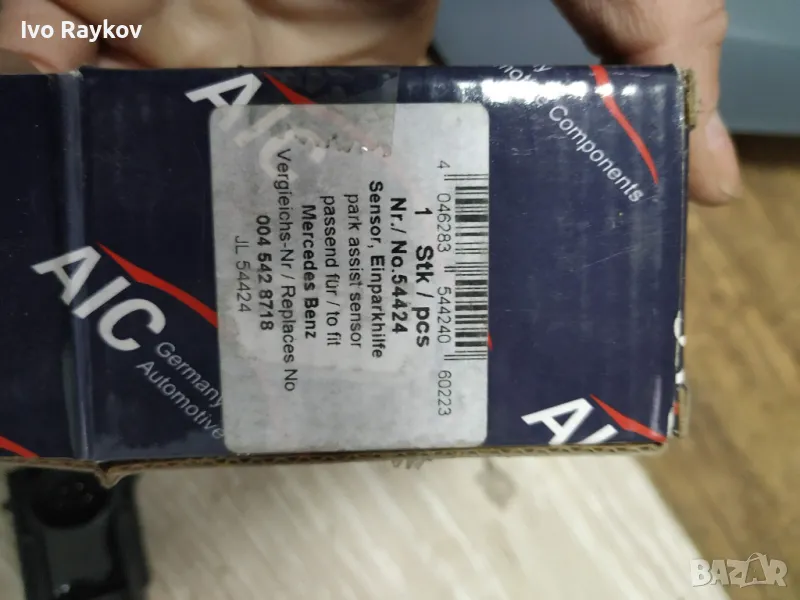 Ivo Raykov
4 046283 544240 60223
1 Stk / pcs
Nr./ No.54424
Sensor, Einparkhilfe
park assist sensor
passend für / to fit
Mercedes Benz
Vergleichs-Nr / Replaces No
004 542 8718
JL 54424
AIC
AIC
Germany
Automotive
AIC
Components
BAZAR